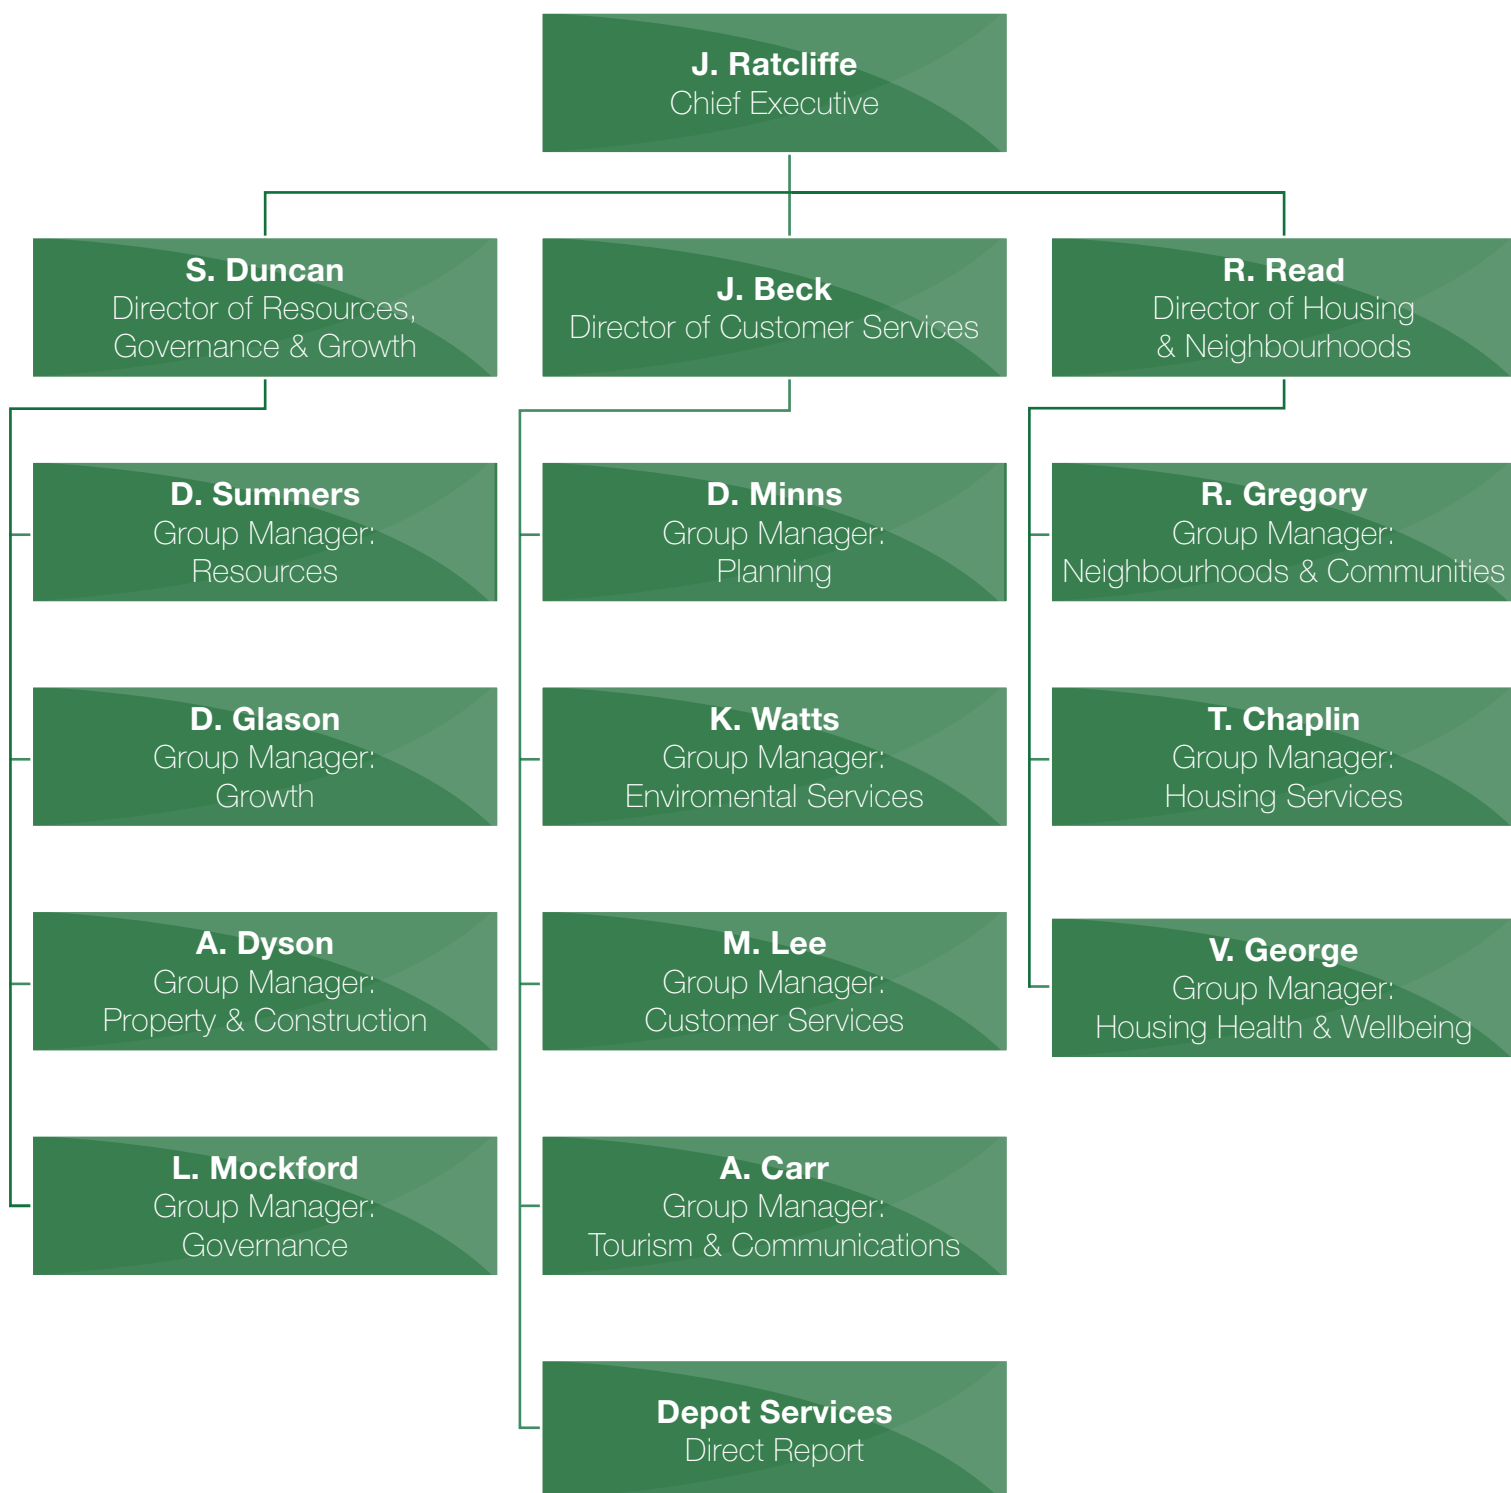 J. Ratcliffe
Chief Executive
S. Duncan
Director of Resources,
Governance & Growth
J. Beck
Director of Customer Services
R. Read
Director of Housing
& Neighbourhoods
D. Summers
Group Manager:
Resources
D. Minns
Group Manager:
Planning
R. Gregory
Group Manager:
Neighbourhoods & Communities
D. Glason
Group Manager:
Growth
K. Watts
Group Manager:
Enviromental Services
T. Chaplin
Group Manager:
Housing Services
A. Dyson
Group Manager:
Property & Construction
M. Lee
Group Manager:
Customer Services
V. George
Group Manager:
Housing Health & Wellbeing
L. Mockford
Group Manager:
Governance
A. Carr
Group Manager:
Tourism & Communications
Depot Services
Direct Report